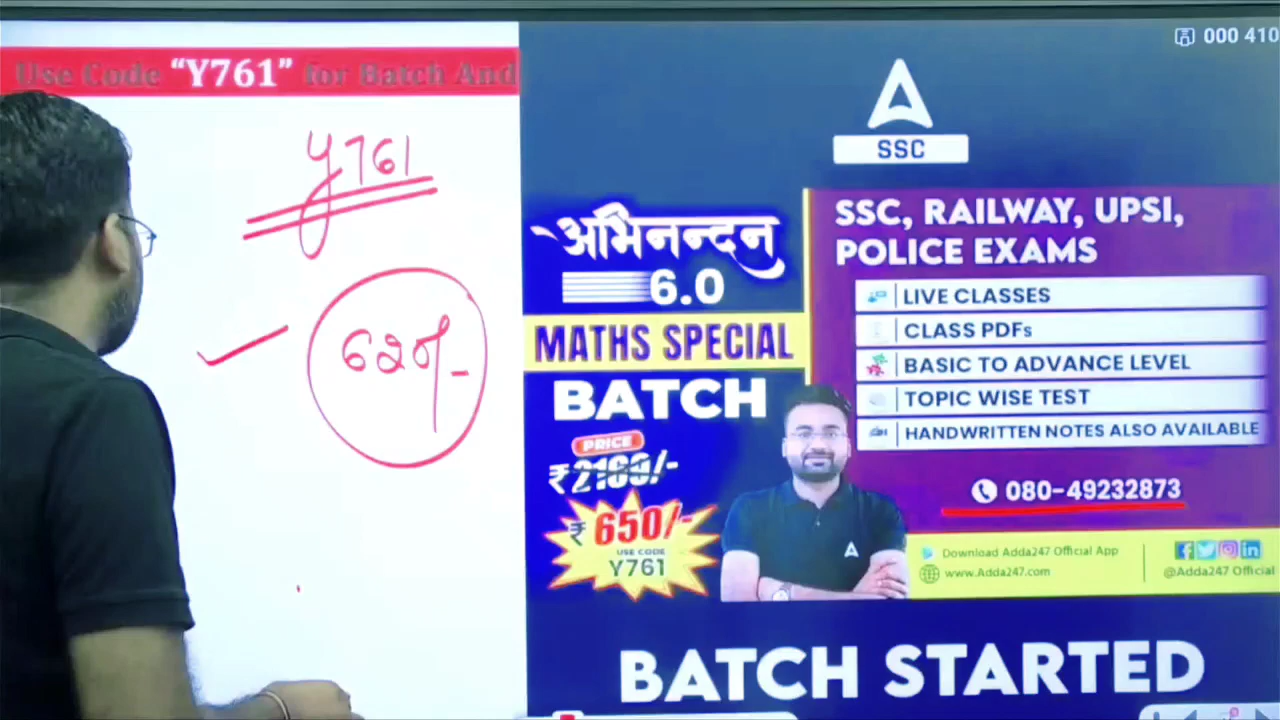 Use Code “Y761” for Batch And
y761
629/-
000 410
SSC
अभिनन्दन
6.0
MATHS SPECIAL
BATCH
PRICE
₹2169/-
₹650/-
USE CODE
Y761
SSC, RAILWAY, UPSI,
POLICE EXAMS
LIVE CLASSES
CLASS PDFs
BASIC TO ADVANCE LEVEL
TOPIC WISE TEST
HANDWRITTEN NOTES ALSO AVAILABLE
080-49232873
Download Adda247 Official App
www.Adda247.com
@Adda247 Official
BATCH STARTED